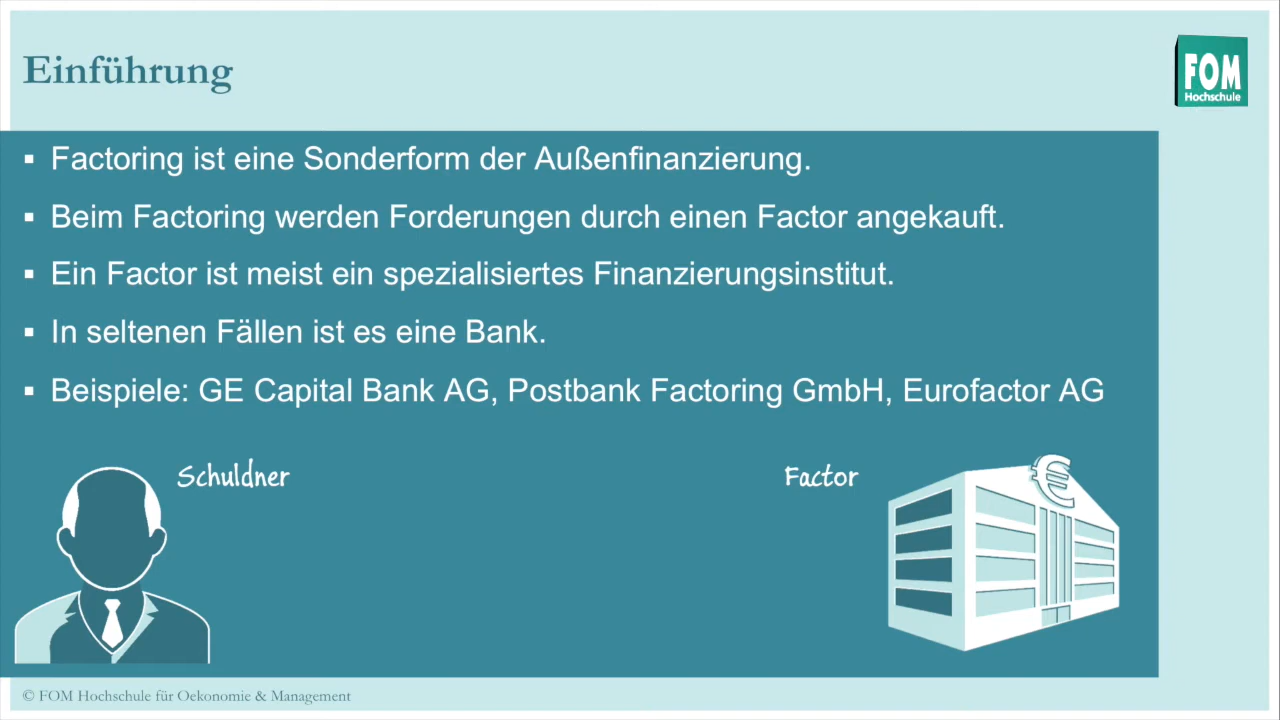 Einführung
FOM
Hochschule
▪ Factoring ist eine Sonderform der Außenfinanzierung.
▪ Beim Factoring werden Forderungen durch einen Factor angekauft.
▪ Ein Factor ist meist ein spezialisiertes Finanzierungsinstitut.
▪ In seltenen Fällen ist es eine Bank.
▪ Beispiele: GE Capital Bank AG, Postbank Factoring GmbH, Eurofactor AG
Schuldner
Factor
€
© FOM Hochschule für Oekonomie & Management